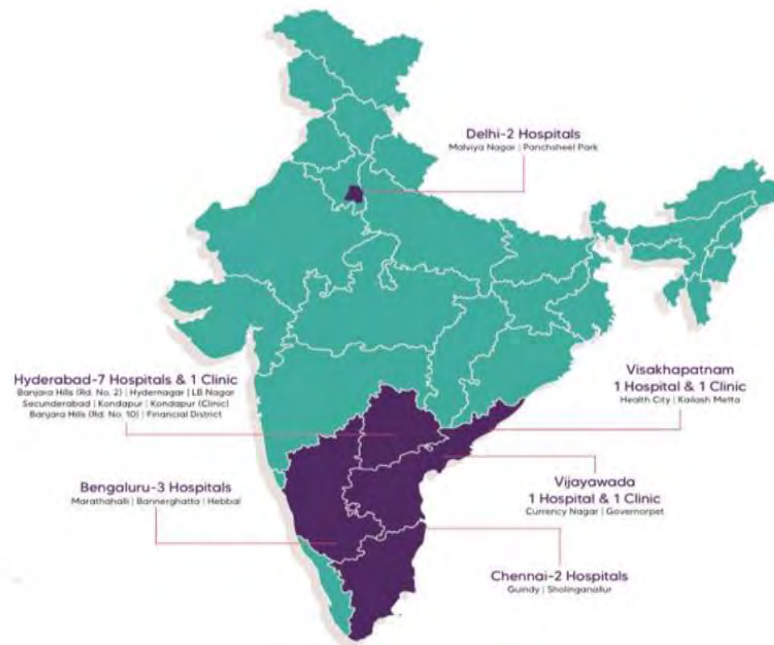 Delhi-2 Hospitals
Malviya Nagar | Panchsheel Park
Hyderabad-7 Hospitals & 1 Clinic
Banjara Hills (Rd. No. 2) | Hydernagar | LB Nagar
Secunderabad | Kondapur | Kondapur (Clinic)
Banjara Hills (Rd. No. 10) | Financial District
Visakhapatnam
1 Hospital & 1 Clinic
Health City | Kailash Metta
Bengaluru-3 Hospitals
Marathahalli | Bannerghatta | Hebbal
Vijayawada
1 Hospital & 1 Clinic
Currency Nagar | Governorpet
Chennai-2 Hospitals
Guindy | Sholinganallur